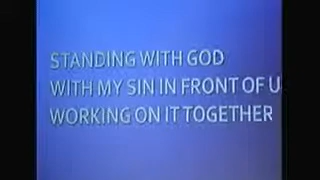 STANDING WITH GOD
WITH MY SIN IN FRONT OF U
WORKING ON IT TOGETHER